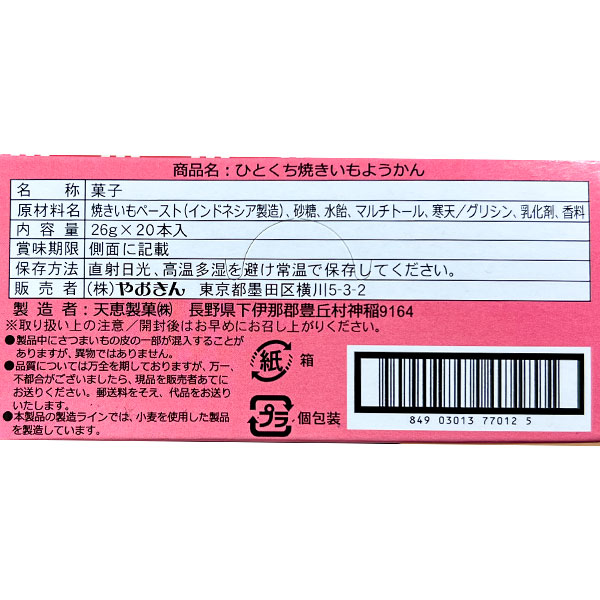 商品名:ひとくち焼きいもようかん
名称 菓子
原材料名 焼きいもペースト(インドネシア製造)、砂糖、水飴、マルチトール、寒天/グリシン、乳化剤、香料
内容量 26g×20本入
賞味期限 側面に記載
保存方法 直射日光、高温多湿を避け常温で保存してください。
販売者 (株)やおきん 東京都墨田区横川5-3-2
製造者:天恵製菓㈱ 長野県下伊那郡豊丘村神稲9164
※取り扱い上の注意/開封後はお早めにお召し上がりください。
●製品中にさつまいもの皮の一部が混入することが
ありますが、異物ではありません。
●品質については万全を期しておりますが、万一、
不都合がございましたら、現品を販売者あてに
お送りください。郵送料をそえ、代品をお送り
いたします。
●本製品の製造ラインでは、小麦を使用した製品
を製造しています。
紙 箱
プラ 個包装
849 03013 77012 5